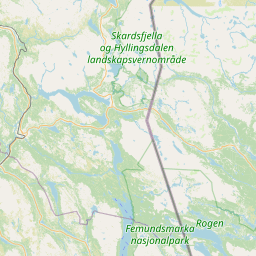 Skardsfjella
og Hyllingsdalen
landskapsvernområde
Rogen
Femundsmarka
nasjonalpark